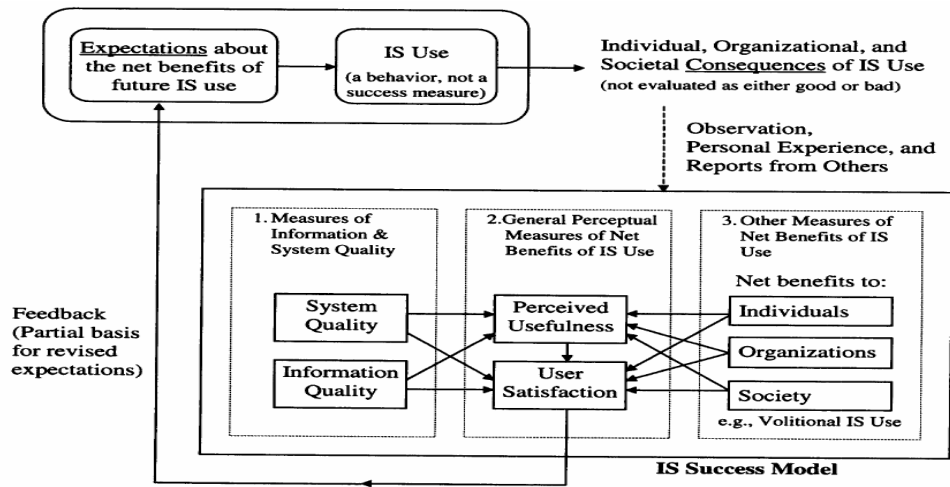 Expectations about
the net benefits of
future IS use
IS Use
(a behavior, not a
success measure)
Individual, Organizational, and
Societal Consequences of IS Use
(not evaluated as either good or bad)
Observation,
Personal Experience, and
Reports from Others
1. Measures of
Information &
System Quality
2.General Perceptual
Measures of Net
Benefits of IS Use
3. Other Measures of
Net Benefits of IS
Use
Net benefits to:
System
Quality
Information
Quality
Perceived
Usefulness
User
Satisfaction
Individuals
Organizations
Society
e.g., Volitional IS Use
Feedback
(Partial basis
for revised
expectations)
IS Success Model